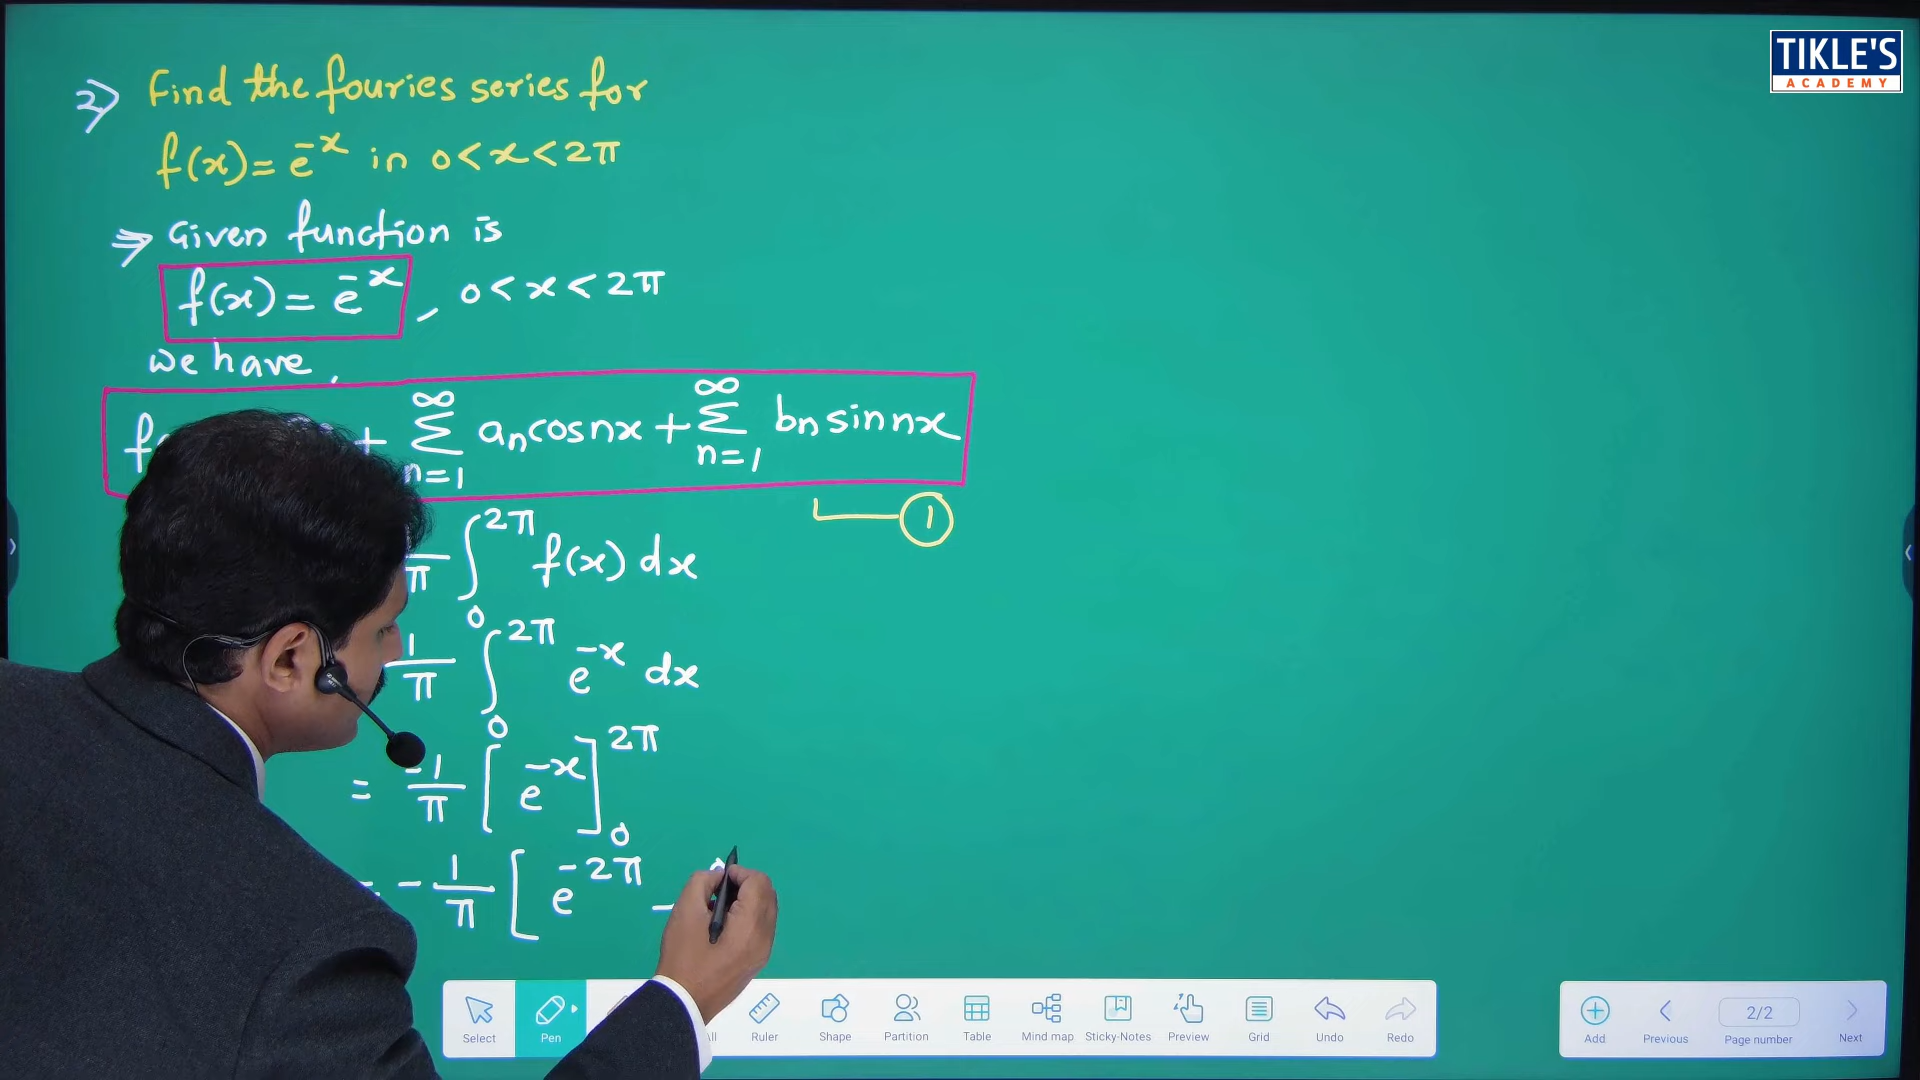 TIKLE'S
ACADEMY
2) Find the fouries series for
f(x) = e^-x in 0 < x < 2π
⇒ Given function is
f(x) = e^-x , 0 < x < 2π
we have,
+ ∞ Σ n=1 an cosnx + ∞ Σ n=1 bn sin nx
1
π ∫ 0 2π f(x) dx
1/π ∫ 0 2π e^-x dx
= -1/π [ e^-x ] 0 2π
= - 1/π [ e^-2π -
Select
Pen
Ruler
Shape
Partition
Table
Mind map
Sticky-Notes
Preview
Grid
Undo
Redo
Add
Previous
2/2
Page number
Next